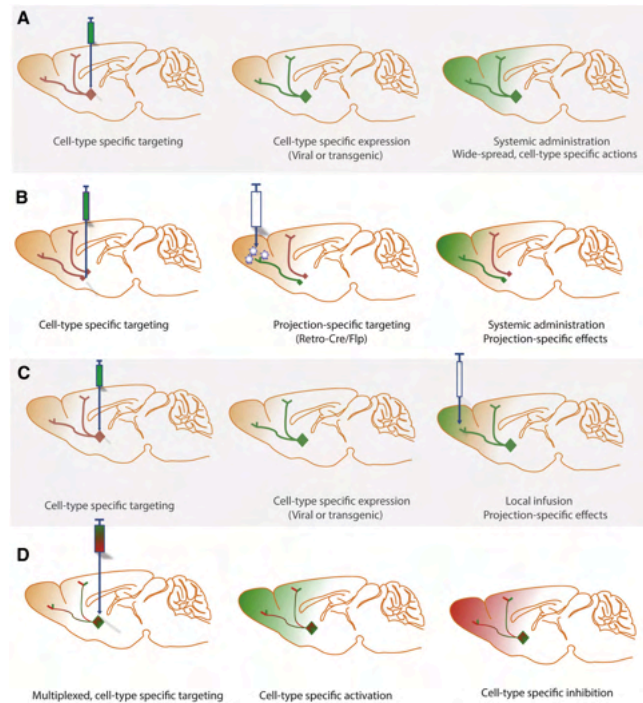 A
Cell-type specific targeting
Cell-type specific expression
(Viral or transgenic)
Systemic administration
Wide-spread, cell-type specific actions
B
Cell-type specific targeting
Projection-specific targeting
(Retro-Cre/Flp)
Systemic administration
Projection-specific effects
C
Cell-type specific targeting
Cell-type specific expression
(Viral or transgenic)
Local infusion
Projection-specific effects
D
Multiplexed, cell-type specific targeting
Cell-type specific activation
Cell-type specific inhibition